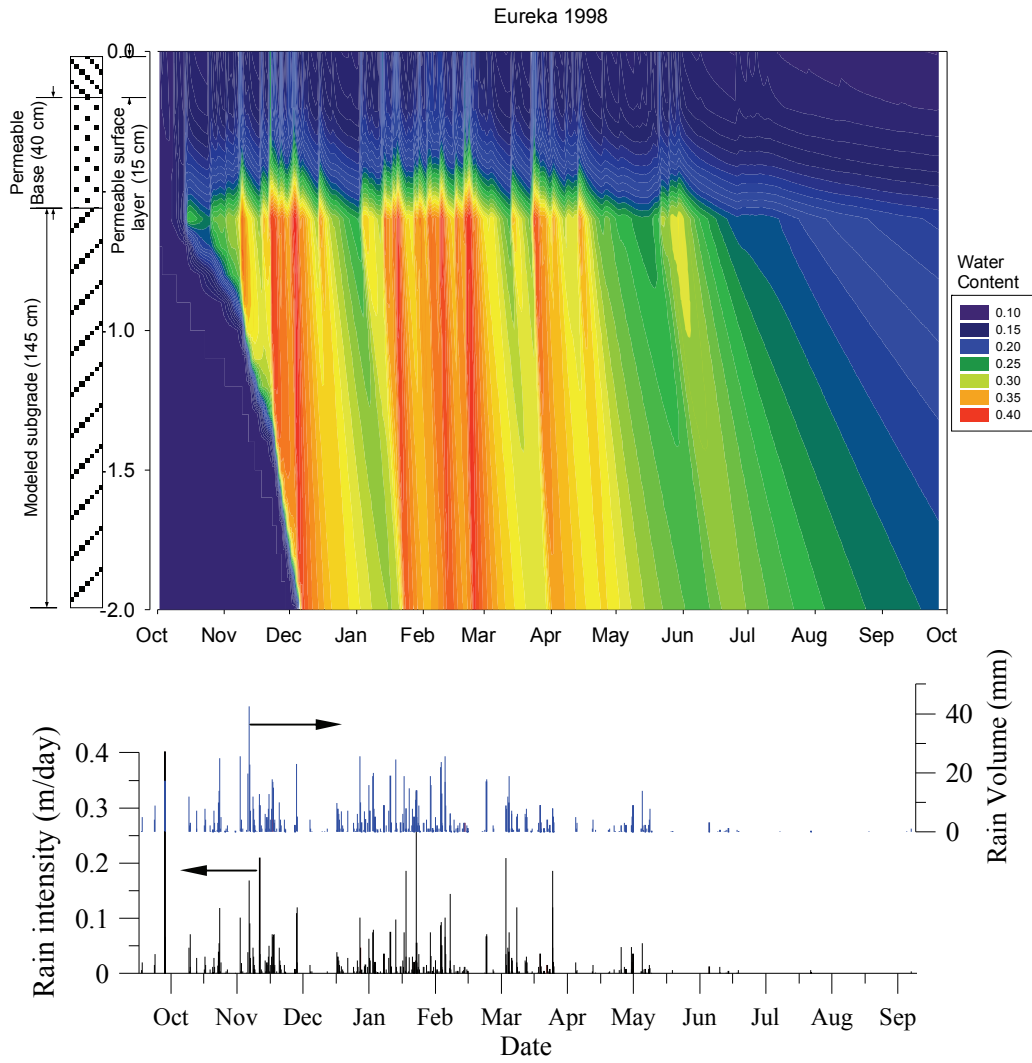 Eureka 1998
Permeable
Base (40 cm)
Permeable surface
layer (15 cm)
Modeled subgrade (145 cm)
0.0
-1.0
-1.5
-2.0
Oct Nov Dec Jan Feb Mar Apr May Jun Jul Aug Sep Oct
Water
Content
0.10
0.15
0.20
0.25
0.30
0.35
0.40
Rain intensity (m/day)
0.4
0.3
0.2
0.1
0
40
20
0
Rain Volume (mm)
Oct Nov Dec Jan Feb Mar Apr May Jun Jul Aug Sep
Date